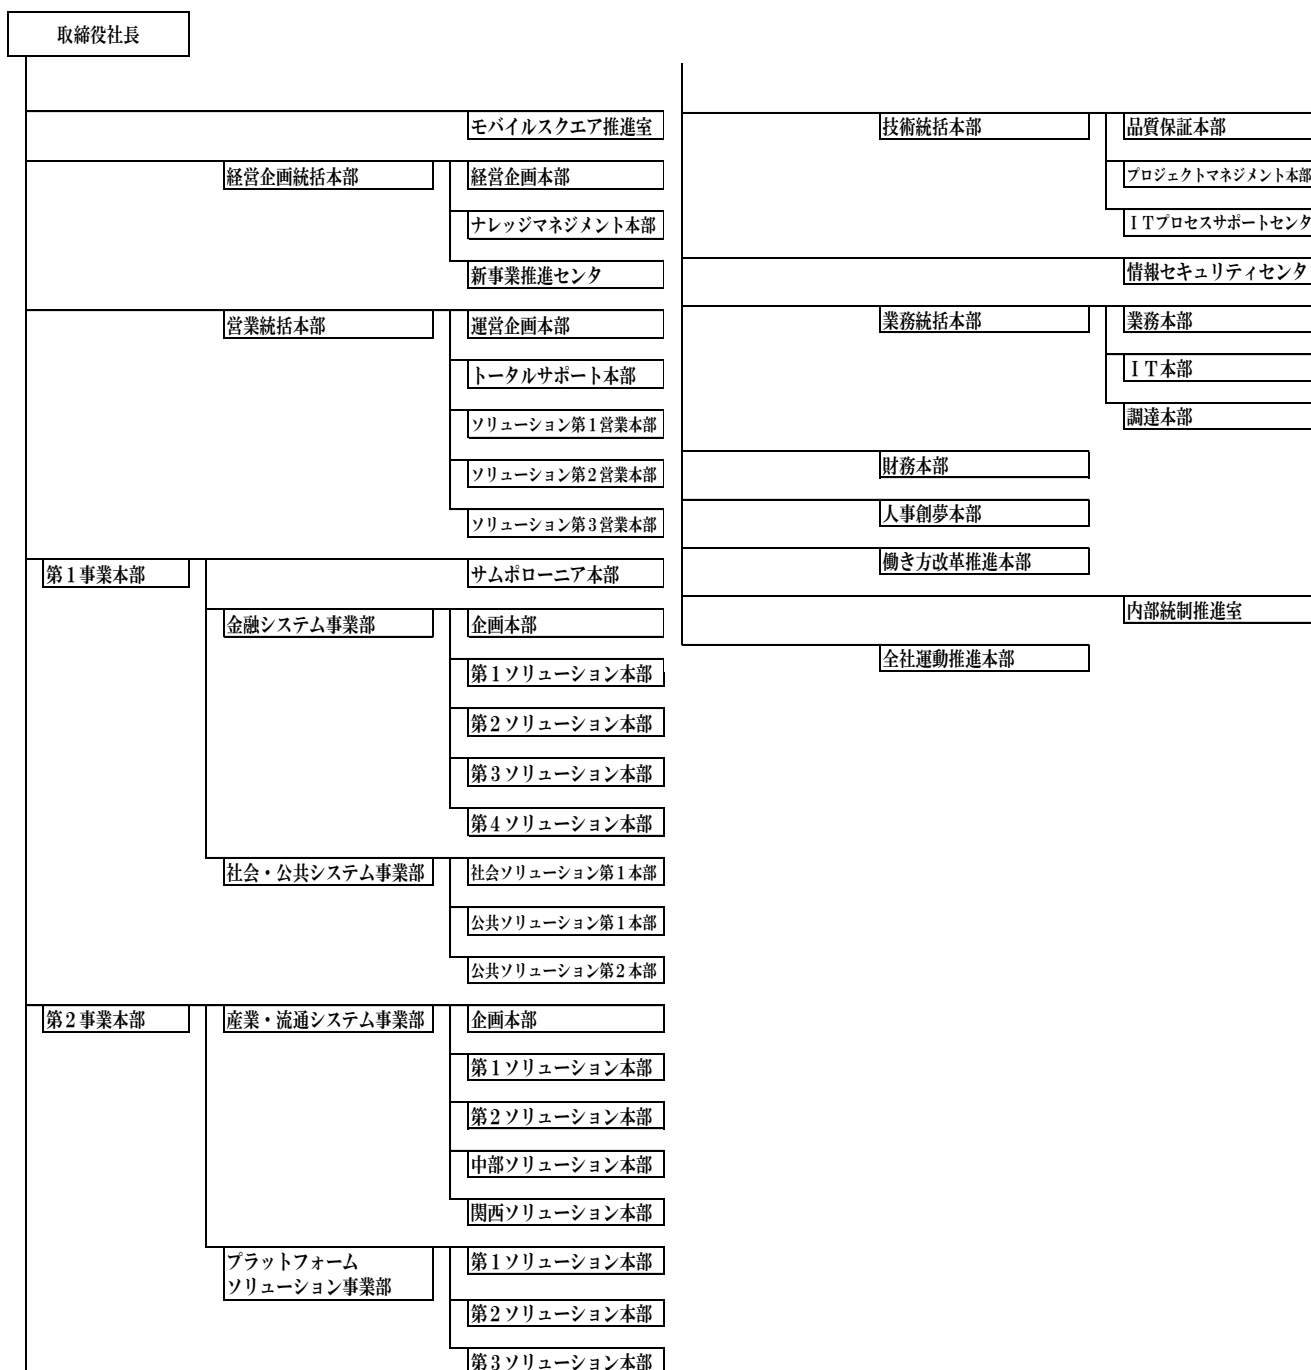 取締役社長
モバイルスクエア推進室
経営企画統括本部
経営企画本部
ナレッジマネジメント本部
新事業推進センタ
営業統括本部
運営企画本部
トータルサポート本部
ソリューション第1営業本部
ソリューション第2営業本部
ソリューション第3営業本部
第1事業本部
サムポローニア本部
金融システム事業部
企画本部
第1ソリューション本部
第2ソリューション本部
第3ソリューション本部
第4ソリューション本部
社会・公共システム事業部
社会ソリューション第1本部
公共ソリューション第1本部
公共ソリューション第2本部
第2事業本部
産業・流通システム事業部
企画本部
第1ソリューション本部
第2ソリューション本部
中部ソリューション本部
関西ソリューション本部
プラットフォーム
ソリューション事業部
第1ソリューション本部
第2ソリューション本部
第3ソリューション本部
技術統括本部
品質保証本部
プロジェクトマネジメント本部
ITプロセスサポートセンタ
情報セキュリティセンタ
業務統括本部
業務本部
IT本部
調達本部
財務本部
人事創夢本部
働き方改革推進本部
内部統制推進室
全社運動推進本部